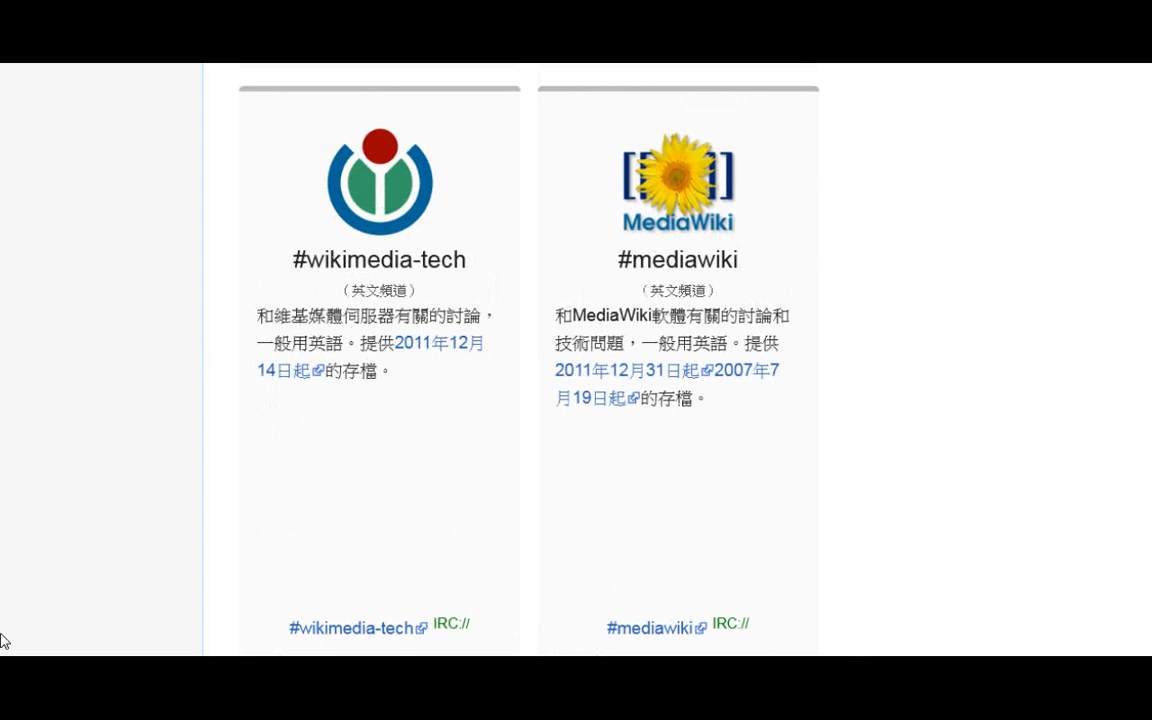 #wikimedia-tech
（英文頻道）
和維基媒體伺服器有關的討論，
一般用英語。提供2011年12月
14日起的存檔。
#wikimedia-tech IRC://
MediaWiki
#mediawiki
（英文頻道）
和MediaWiki軟體有關的討論和
技術問題，一般用英語。提供
2011年12月31日起2007年7
月19日起的存檔。
#mediawiki IRC://